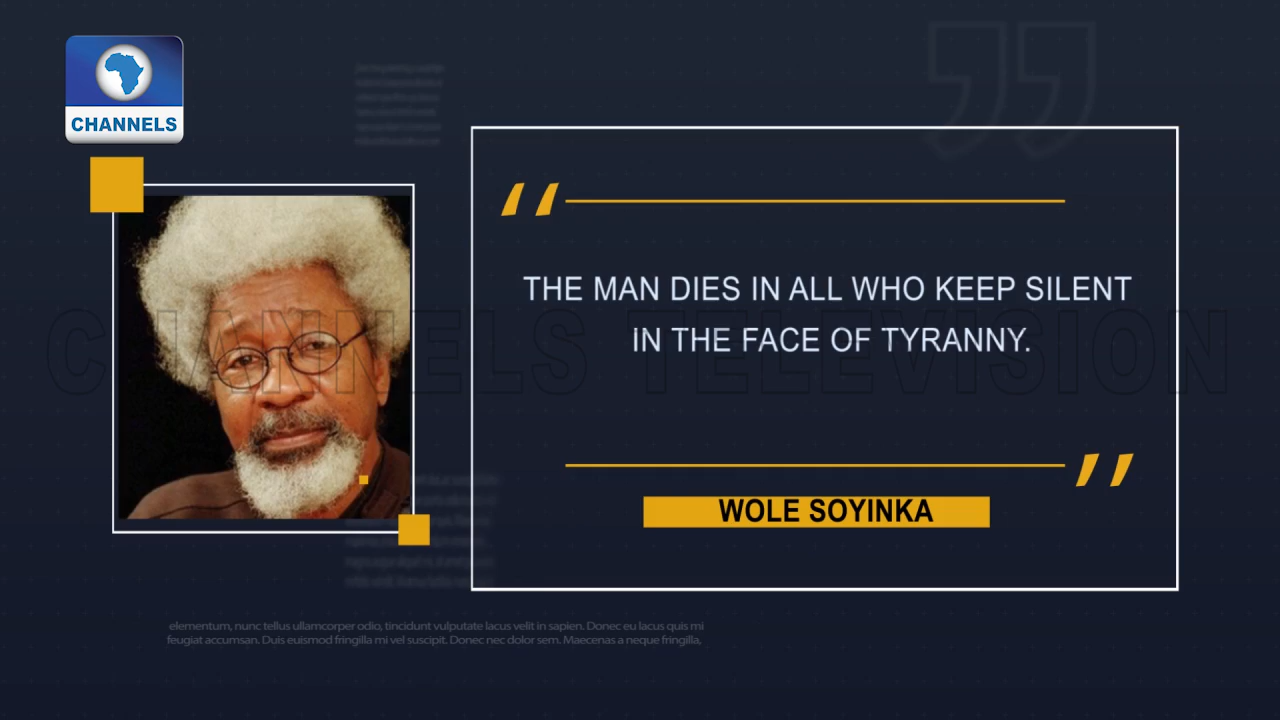 CHANNELS
THE MAN DIES IN ALL WHO KEEP SILENT
IN THE FACE OF TYRANNY.
WOLE SOYINKA
CHANNELS TELEVISION
elementum, nunc tellus ullamcorper odio, tincidunt vulputate lacus velit in sapien. Donec eu lacus quis mi
feugiat accumsan. Duis euismod fringilla mi vel suscipit. Donec nec dolor sem. Maecenas a neque fringilla,